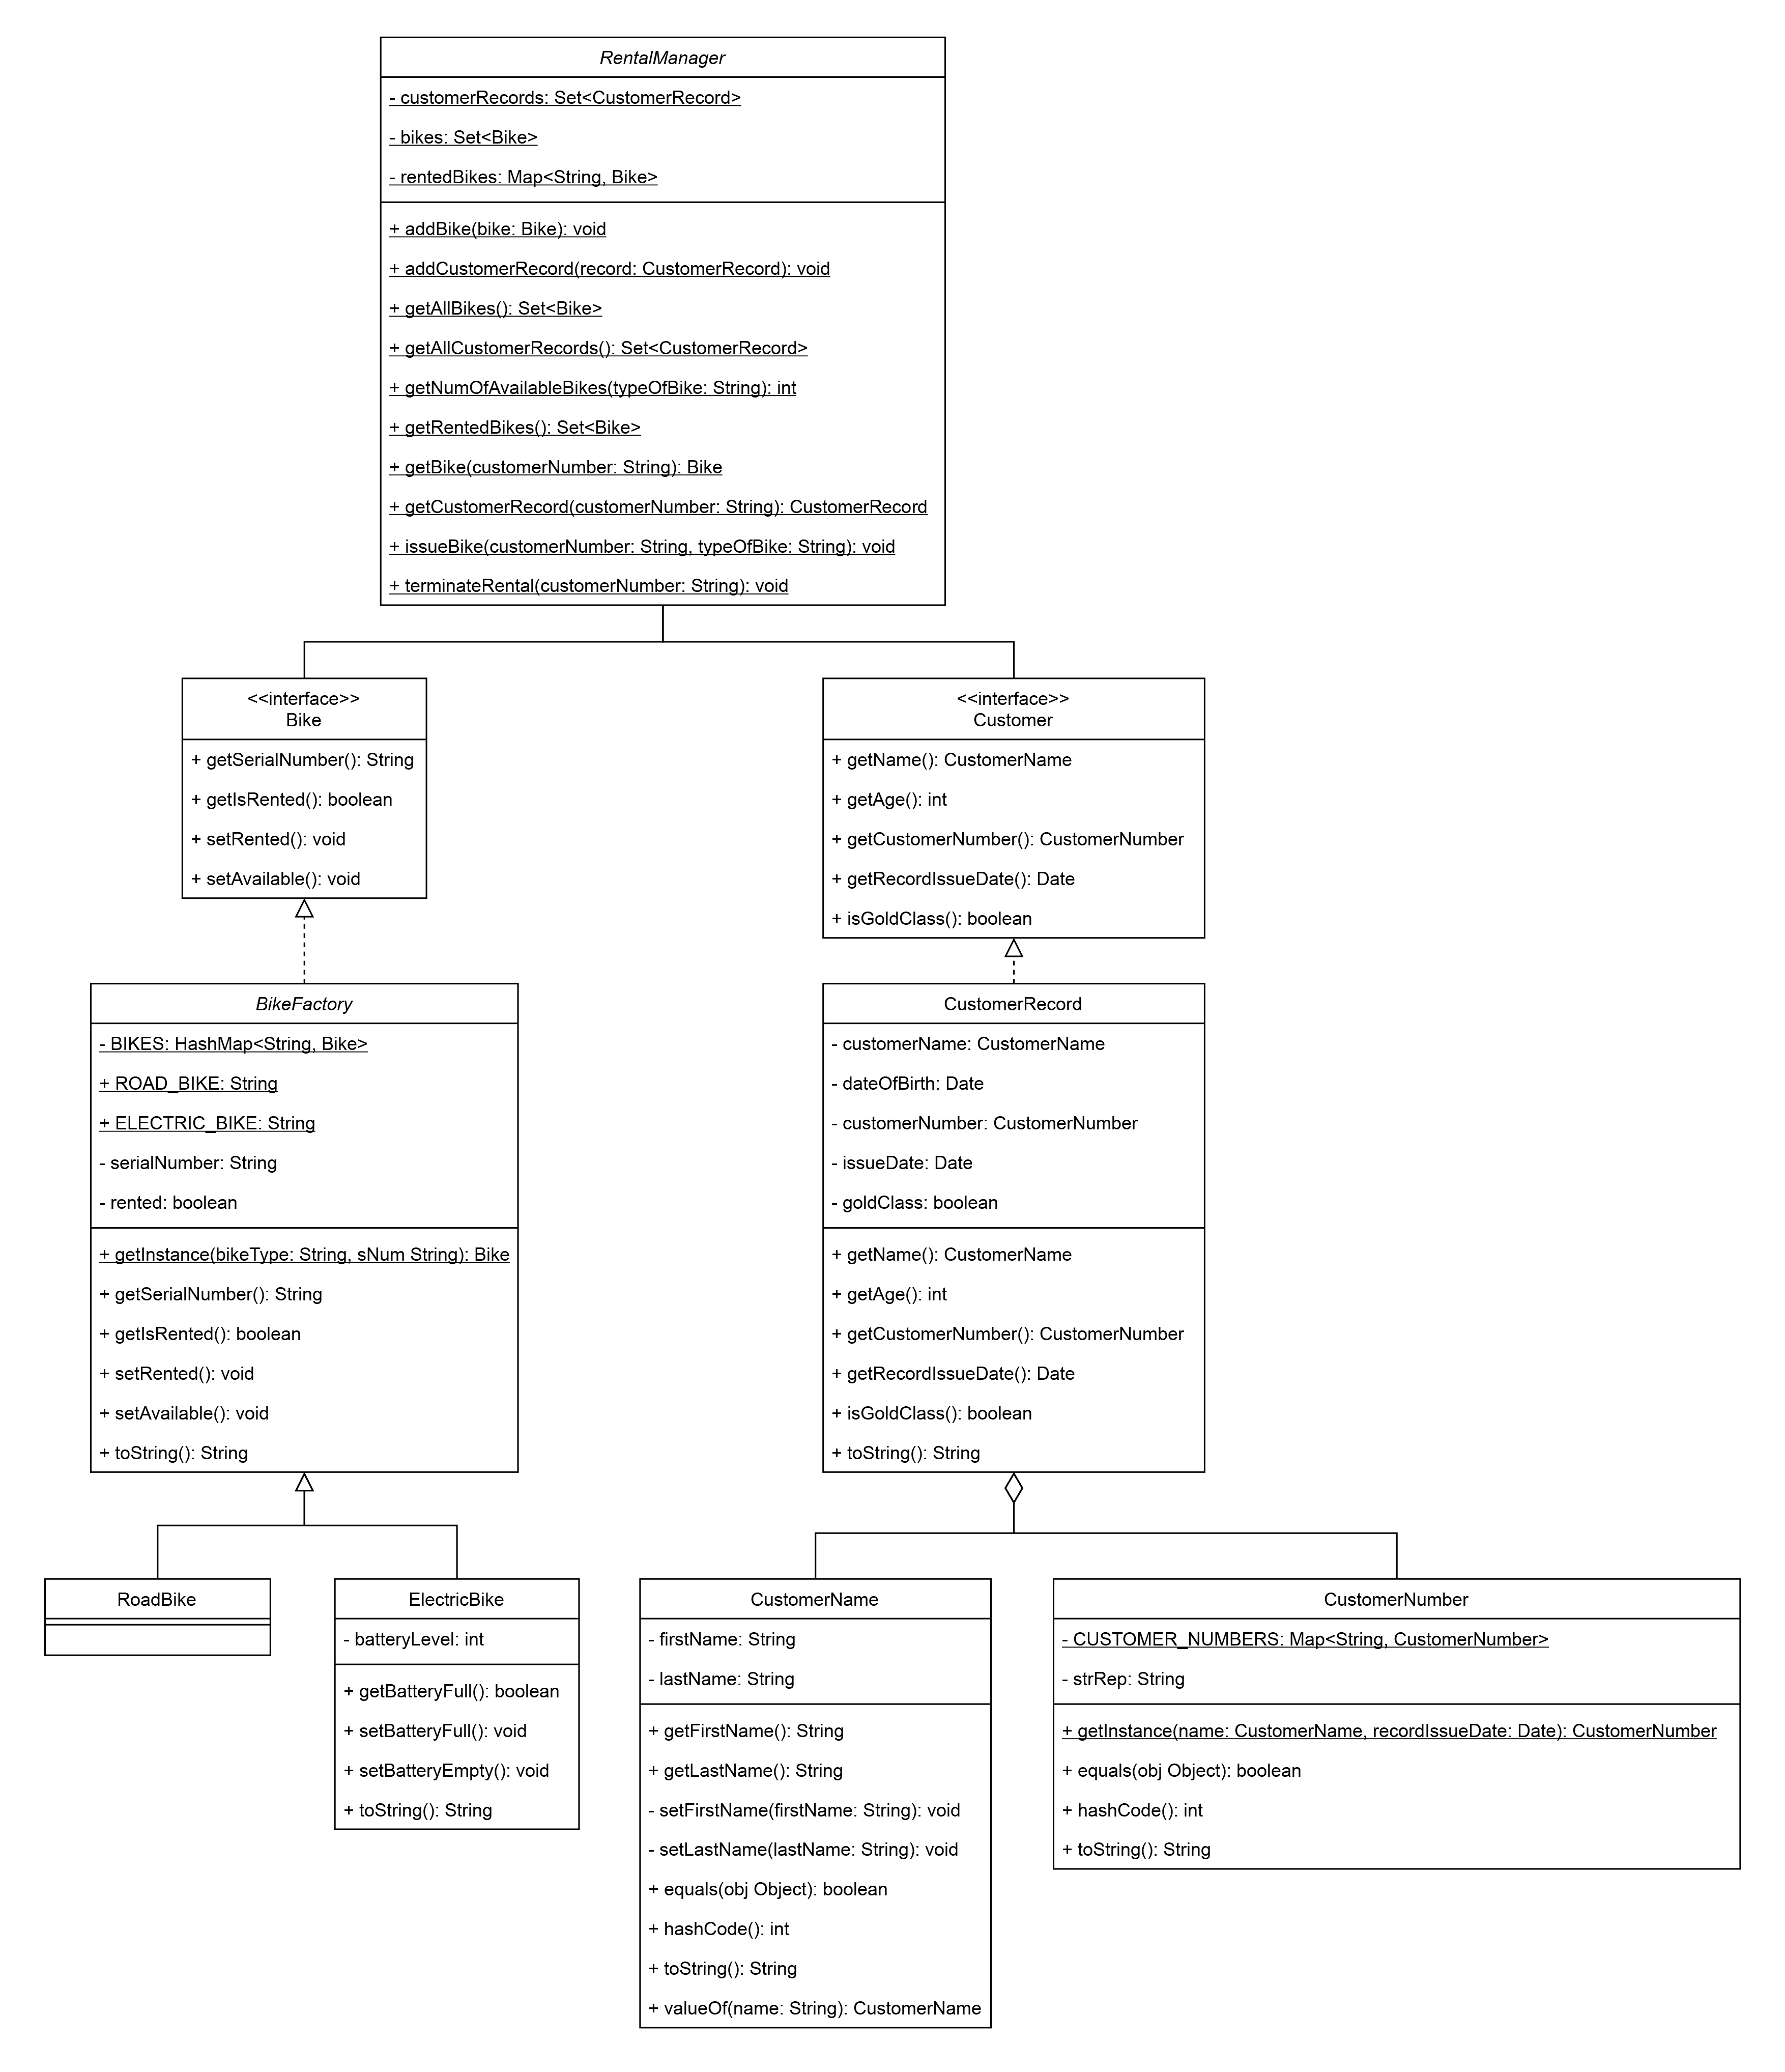 RentalManager
- customerRecords: Set<CustomerRecord>
- bikes: Set<Bike>
- rentedBikes: Map<String, Bike>
+ addBike(bike: Bike): void
+ addCustomerRecord(record: CustomerRecord): void
+ getAllBikes(): Set<Bike>
+ getAllCustomerRecords(): Set<CustomerRecord>
+ getNumOfAvailableBikes(typeOfBike: String): int
+ getRentedBikes(): Set<Bike>
+ getBike(customerNumber: String): Bike
+ getCustomerRecord(customerNumber: String): CustomerRecord
+ issueBike(customerNumber: String, typeOfBike: String): void
+ terminateRental(customerNumber: String): void
<<interface>>
Bike
+ getSerialNumber(): String
+ getIsRented(): boolean
+ setRented(): void
+ setAvailable(): void
<<interface>>
Customer
+ getName(): CustomerName
+ getAge(): int
+ getCustomerNumber(): CustomerNumber
+ getRecordIssueDate(): Date
+ isGoldClass(): boolean
BikeFactory
- BIKES: HashMap<String, Bike>
+ ROAD_BIKE: String
+ ELECTRIC_BIKE: String
- serialNumber: String
- rented: boolean
+ getInstance(bikeType: String, sNum String): Bike
+ getSerialNumber(): String
+ getIsRented(): boolean
+ setRented(): void
+ setAvailable(): void
+ toString(): String
CustomerRecord
- customerName: CustomerName
- dateOfBirth: Date
- customerNumber: CustomerNumber
- issueDate: Date
- goldClass: boolean
+ getName(): CustomerName
+ getAge(): int
+ getCustomerNumber(): CustomerNumber
+ getRecordIssueDate(): Date
+ isGoldClass(): boolean
+ toString(): String
RoadBike
ElectricBike
- batteryLevel: int
+ getBatteryFull(): boolean
+ setBatteryFull(): void
+ setBatteryEmpty(): void
+ toString(): String
CustomerName
- firstName: String
- lastName: String
+ getFirstName(): String
+ getLastName(): String
- setFirstName(firstName: String): void
- setLastName(lastName: String): void
+ equals(obj Object): boolean
+ hashCode(): int
+ toString(): String
+ valueOf(name: String): CustomerName
CustomerNumber
- CUSTOMER_NUMBERS: Map<String, CustomerNumber>
- strRep: String
+ getInstance(name: CustomerName, recordIssueDate: Date): CustomerNumber
+ equals(obj Object): boolean
+ hashCode(): int
+ toString(): String